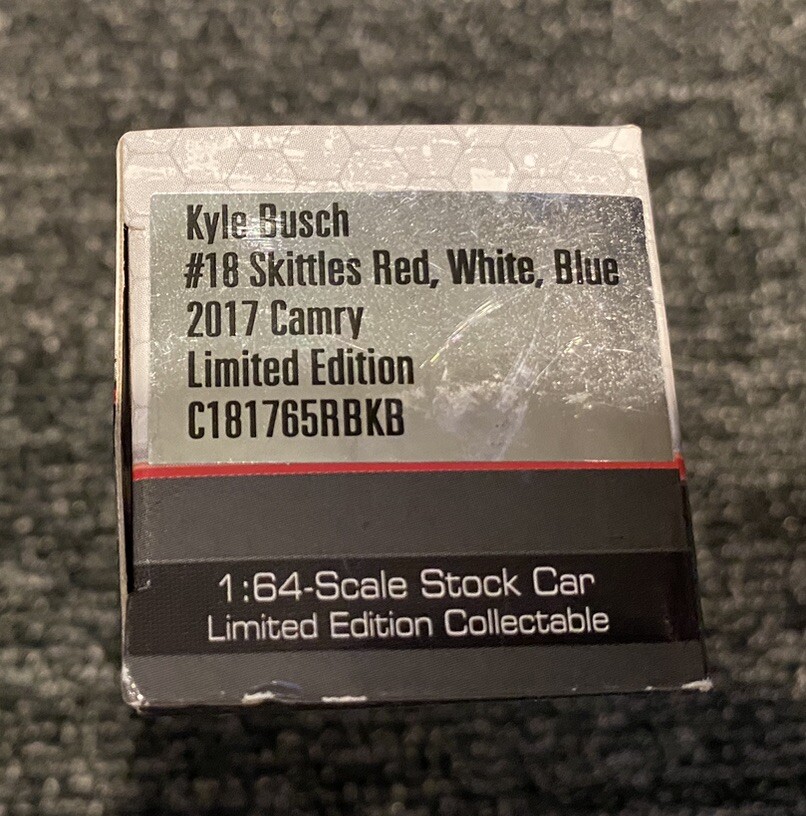 Kyle Busch
#18 Skittles Red, White, Blue
2017 Camry
Limited Edition
C181765RBKB
1:64-Scale Stock Car
Limited Edition Collectable